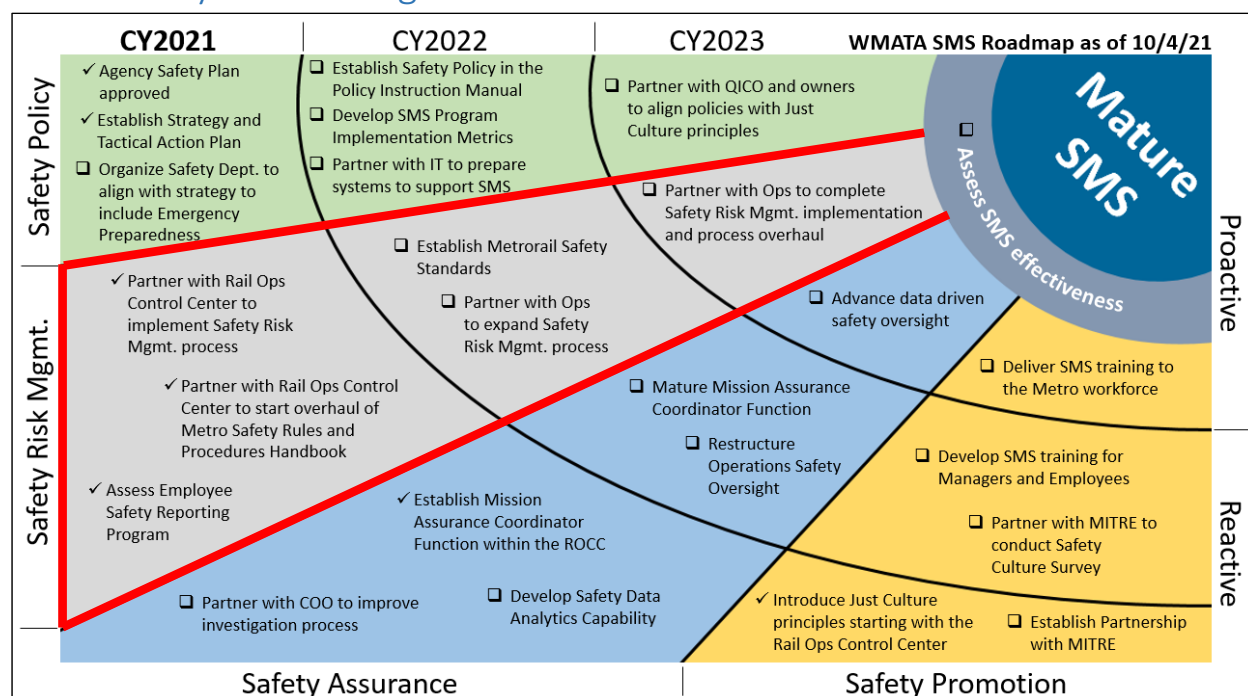 CY2021
CY2022
CY2023
WMATA SMS Roadmap as of 10/4/21
Safety Policy
✓ Agency Safety Plan
approved
✓ Establish Strategy and
Tactical Action Plan
❑ Organize Safety Dept. to
align with strategy to
include Emergency
Preparedness
❑ Establish Safety Policy in the
Policy Instruction Manual
❑ Develop SMS Program
Implementation Metrics
❑ Partner with IT to prepare
systems to support SMS
❑ Partner with QICO and owners
to align policies with Just
Culture principles
Safety Risk Mgmt.
✓ Partner with Rail Ops
Control Center to
implement Safety Risk
Mgmt. process
✓ Partner with Rail Ops Control
Center to start overhaul of
Metro Safety Rules and
Procedures Handbook
✓ Assess Employee
Safety Reporting
Program
❑ Establish Metrorail Safety
Standards
❑ Partner with Ops
to expand Safety
Risk Mgmt. process
❑ Partner with Ops to complete
Safety Risk Mgmt. implementation
and process overhaul
❑ Partner with COO to improve
investigation process
✓ Establish Mission
Assurance Coordinator
Function within the ROCC
❑ Develop Safety Data
Analytics Capability
❑ Mature Mission Assurance
Coordinator Function
❑ Restructure
Operations Safety
Oversight
❑ Advance data driven
safety oversight
✓ Introduce Just Culture
principles starting with the
Rail Ops Control Center
❑ Establish Partnership
with MITRE
❑ Develop SMS training for
Managers and Employees
❑ Partner with MITRE to
conduct Safety
Culture Survey
❑ Deliver SMS training to
the Metro workforce
❑ Assess SMS effectiveness
Mature
SMS
Proactive
Reactive
Safety Assurance
Safety Promotion